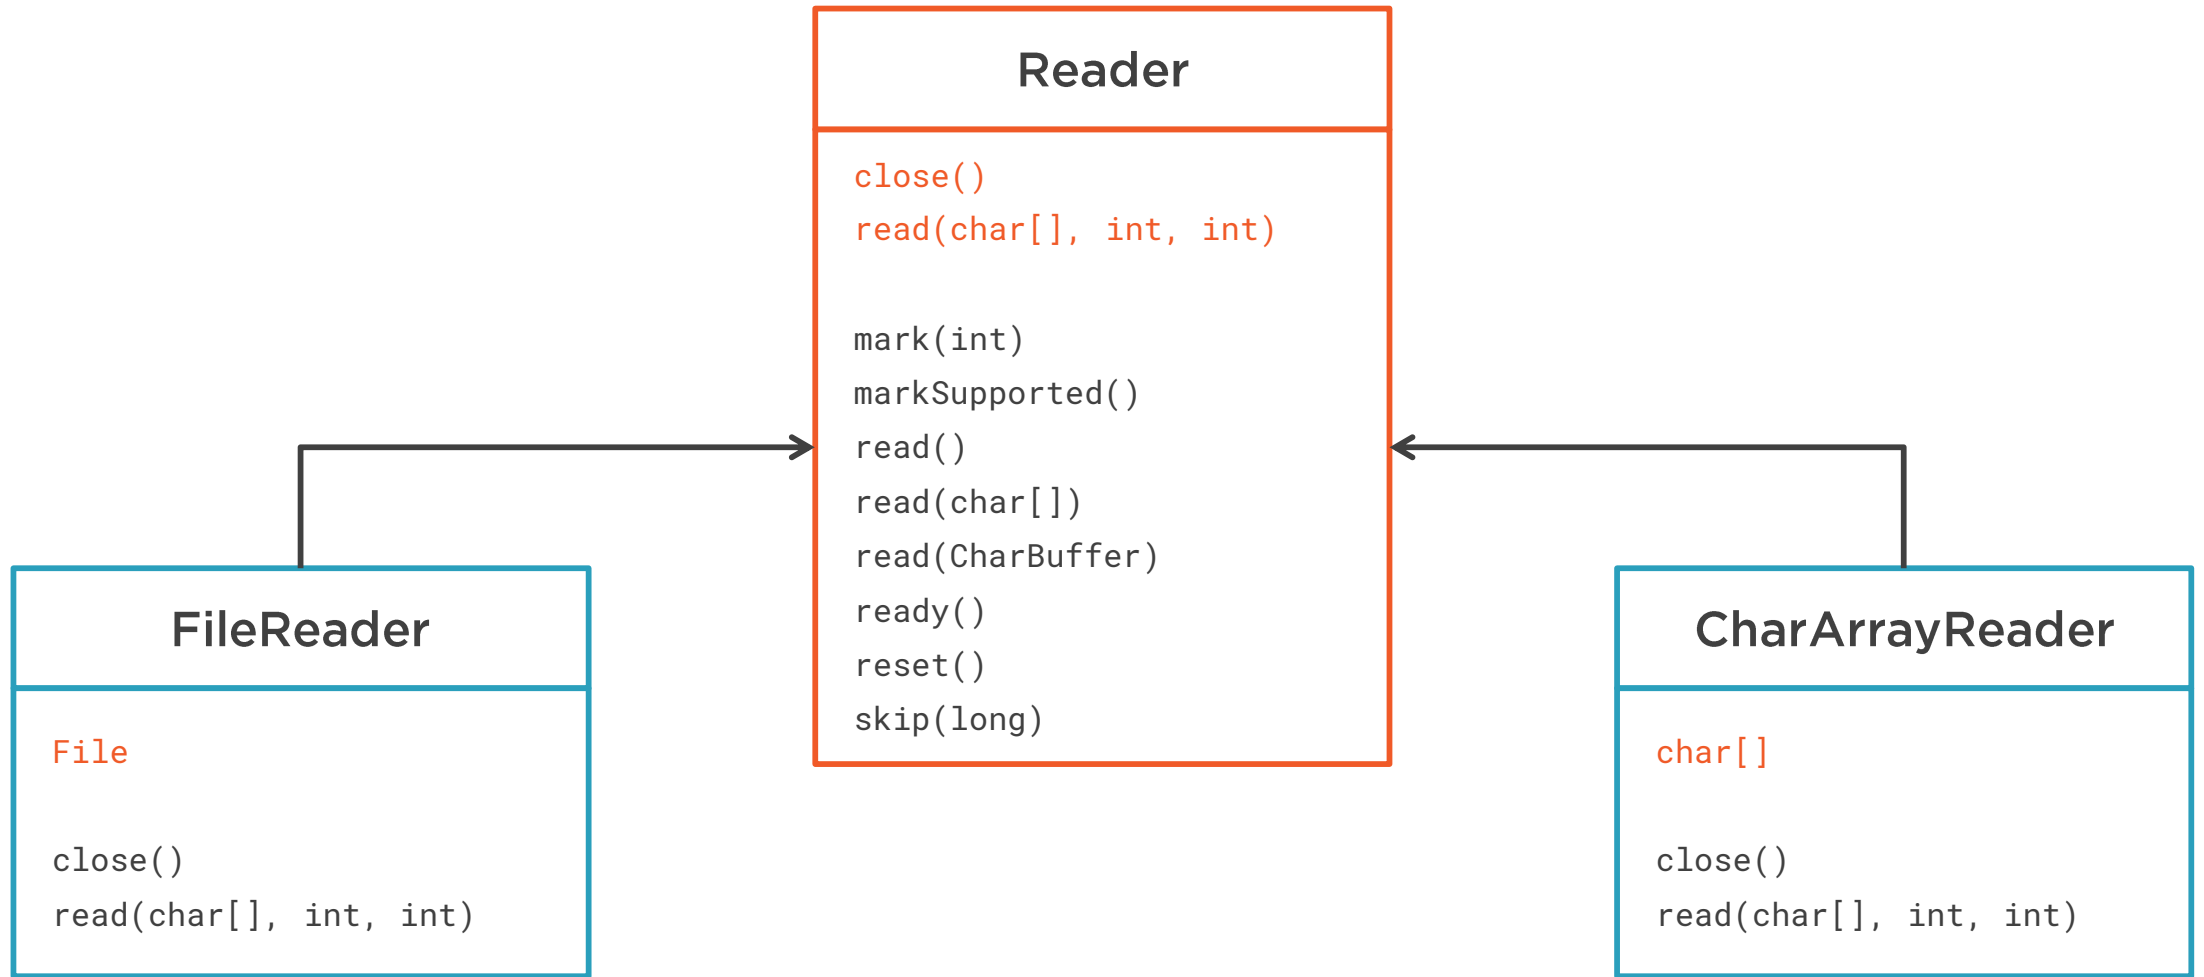 Reader
close()
read(char[], int, int)
mark(int)
markSupported()
read()
read(char[])
read(CharBuffer)
ready()
reset()
skip(long)
FileReader
File
close()
read(char[], int, int)
CharArrayReader
char[]
close()
read(char[], int, int)